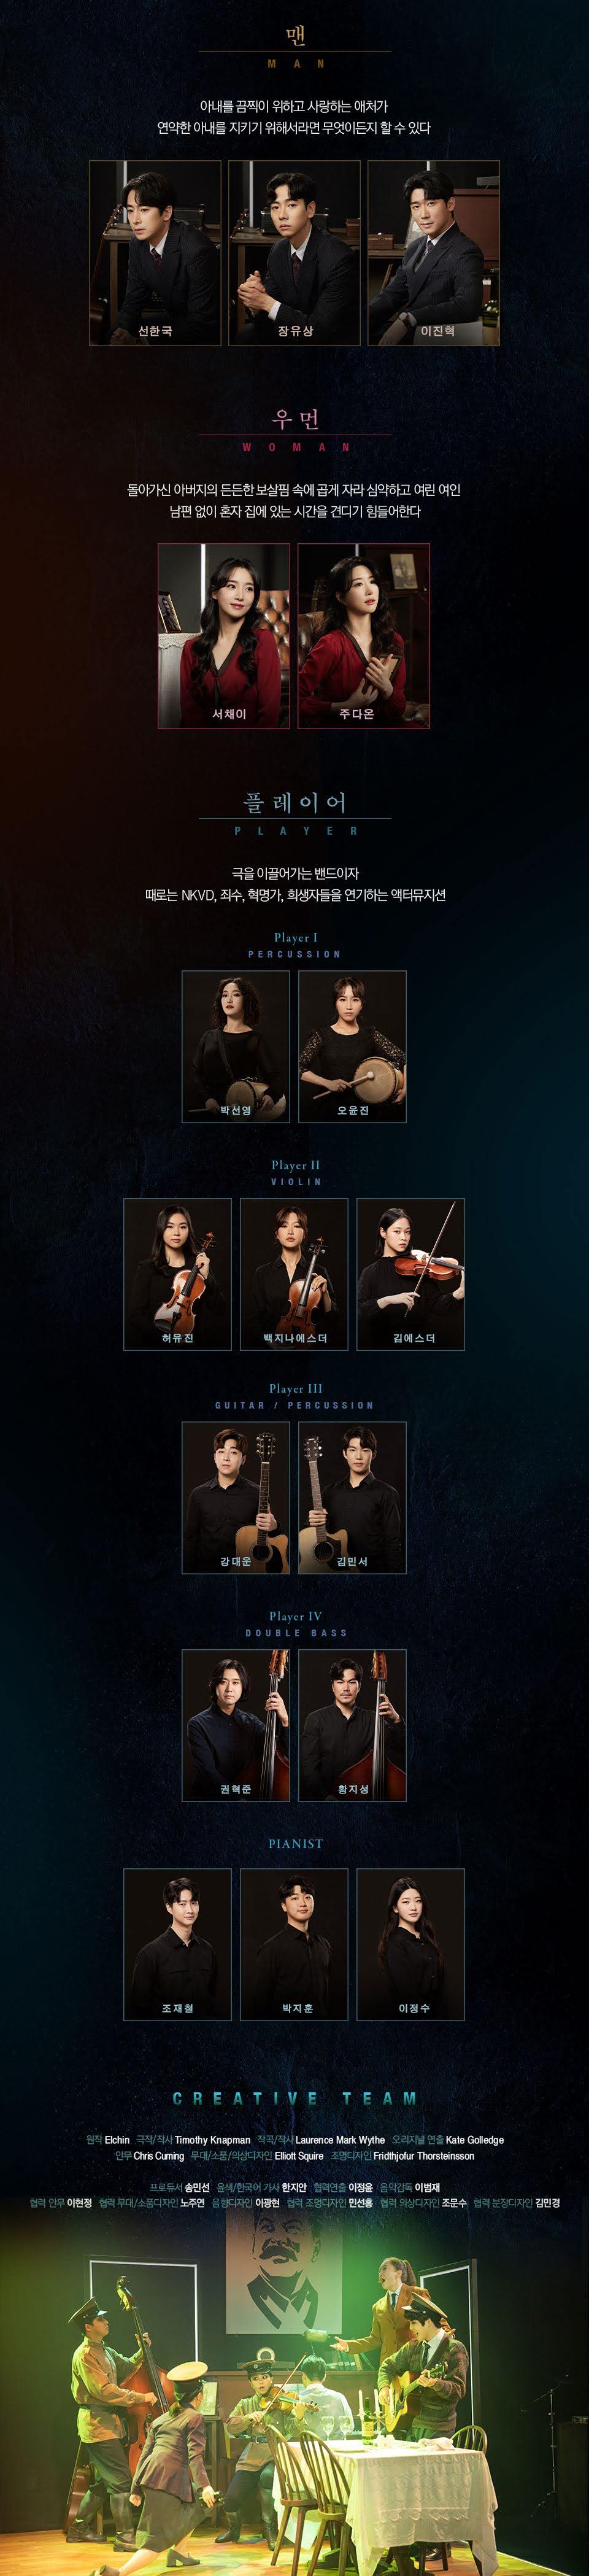 맨
MAN
아내를 끔찍이 위하고 사랑하는 애처가
연약한 아내를 지키기 위해서라면 무엇이든지 할 수 있다
선한국 장유상 이진혁
우먼
WOMAN
돌아가신 아버지의 든든한 보살핌 속에 곱게 자라 심약하고 여린 여인
남편 없이 혼자 집에 있는 시간을 견디기 힘들어한다
서채이 주다온
플레이어
PLAYER
극을 이끌어가는 밴드이자
때로는 NKVD, 죄수, 혁명가, 희생자들을 연기하는 액터뮤지션
Player I
PERCUSSION
박선영 오윤진
Player II
VIOLIN
허유진 백지나에스더 김에스더
Player III
GUITAR / PERCUSSION
강대운 김민서
Player IV
DOUBLE BASS
권혁준 황지성
PIANIST
조재철 박지훈 이정수
CREATIVE TEAM
원작 Elchin 극작/작사 Timothy Knapman 작곡/작사 Laurence Mark Wythe 오리지널 연출 Kate Golledge
안무 Chris Cuming 무대/소품/의상디자인 Elliott Squire 조명디자인 Fridthjofur Thorsteinsson
프로듀서 송민선 윤색/한국어 가사 한지안 협력연출 이정윤 음악감독 이범재
협력 안무 이현정 협력 무대/소품디자인 노주연 음향디자인 이광현 협력 조명디자인 민선홍 협력 의상디자인 조문수 협력 분장디자인 김민경